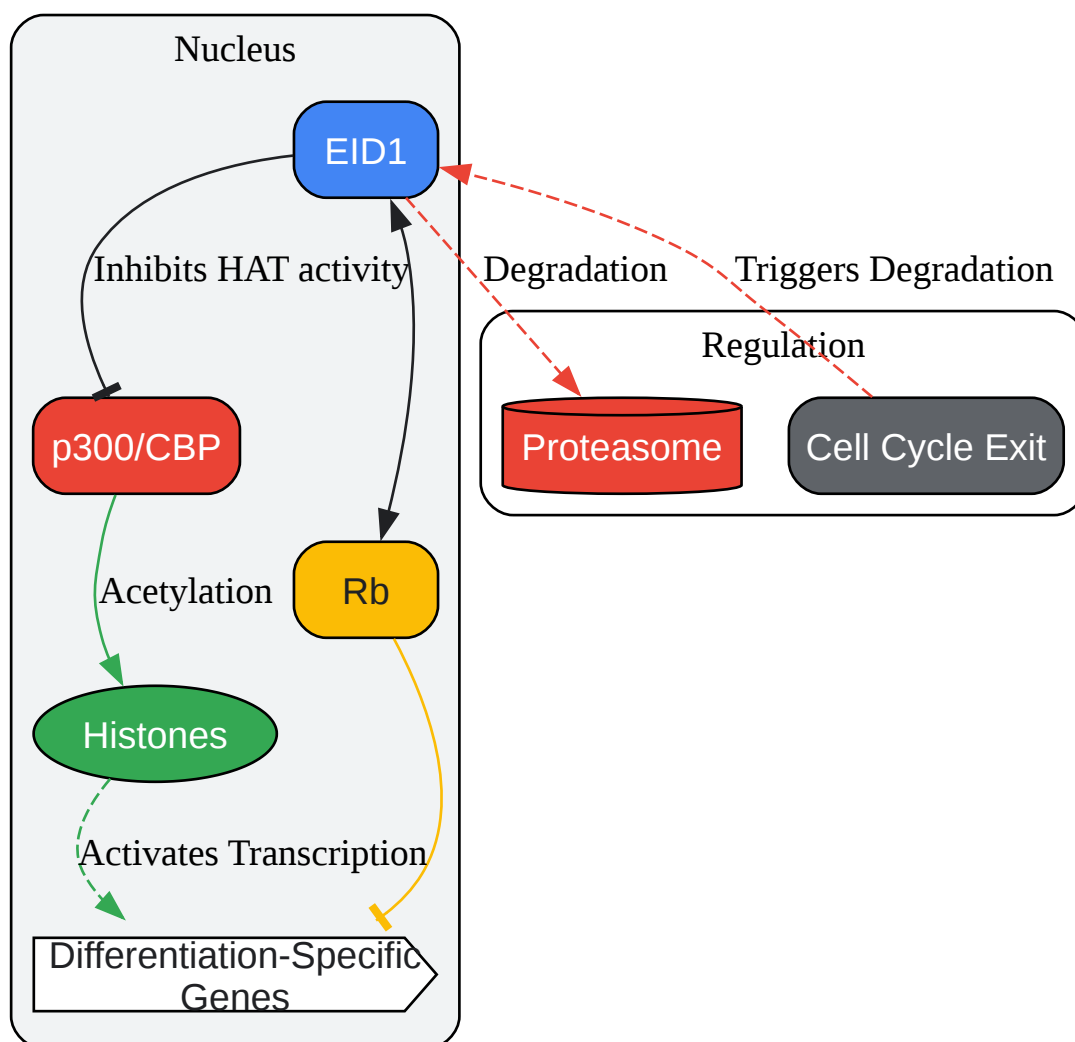 Nucleus
EID1
Inhibits HAT activity
Degradation
Triggers Degradation
Regulation
p300/CBP
Proteasome
Cell Cycle Exit
Acetylation
Rb
Histones
Activates Transcription
Differentiation-Specific
Genes